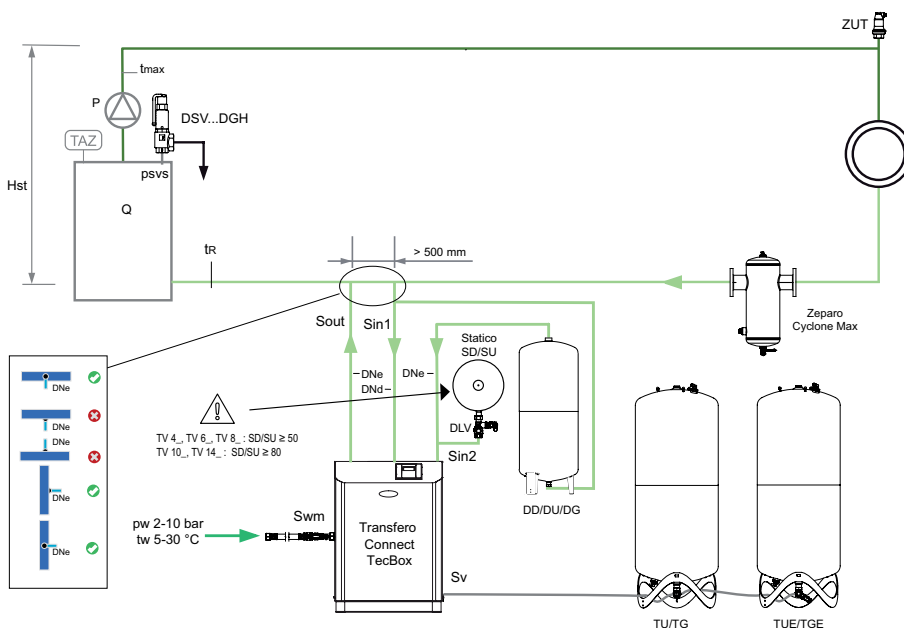 ZUT
tmax
P
DSV...DGH
TAZ
psvs
Hst
Q
tR
> 500 mm
Sout
Sin1
Zeparo
Cyclone Max
Statico
SD/SU
DNe
DNd
DNe
DNe
DNe
DNe
DNe
DNe
TV 4_, TV 6_, TV 8_ : SD/SU ≥ 50
TV 10_, TV 14_ : SD/SU ≥ 80
DLV
Sin2
DD/DU/DG
pw 2-10 bar
tw 5-30 °C
Swm
Transfero
Connect
TecBox
Sv
TU/TG
TUE/TGE